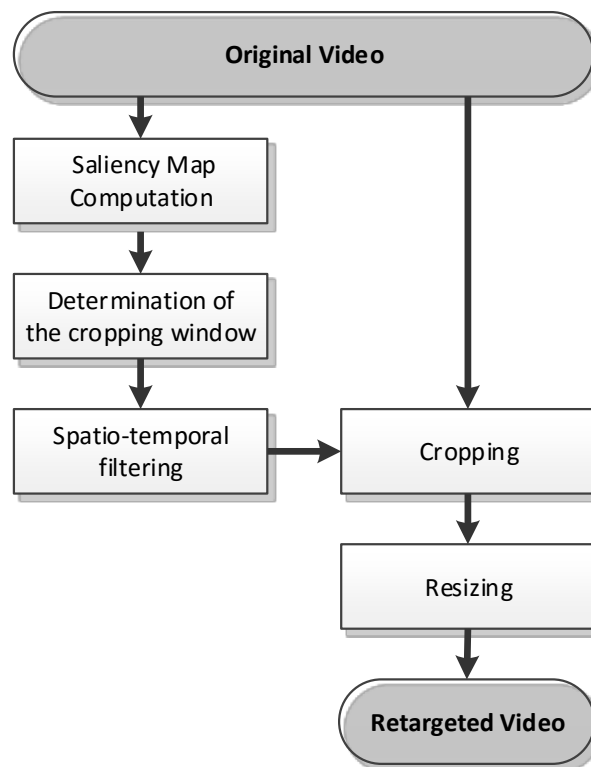 Original Video
Saliency Map
Computation
Determination of
the cropping window
Spatio-temporal
filtering
Cropping
Resizing
Retargeted Video